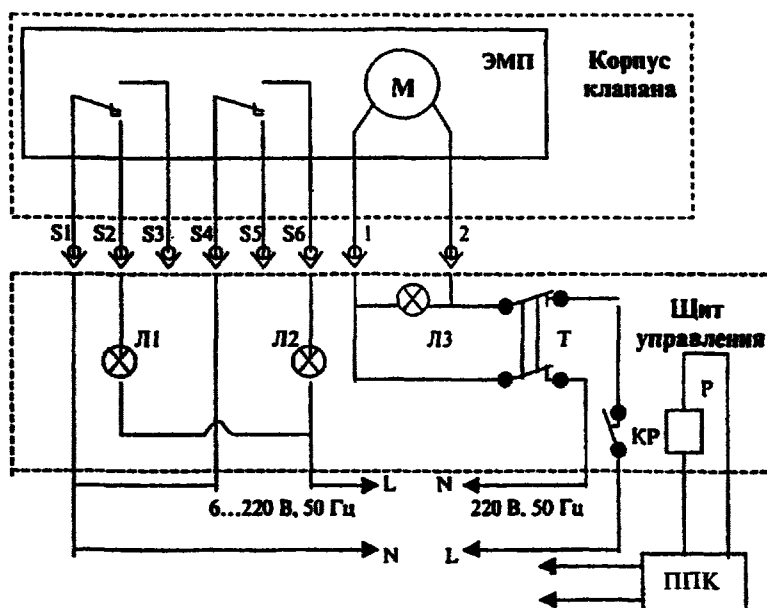 ЭМП
Корпус
клапана
М
S1 S2 S3 S4 S5 S6 1 2
Щит
управления
Л1 Л2 Л3 Т
Р
КР
L N
6...220 В, 50 Гц 220 В. 50 Гц
N L
ППК